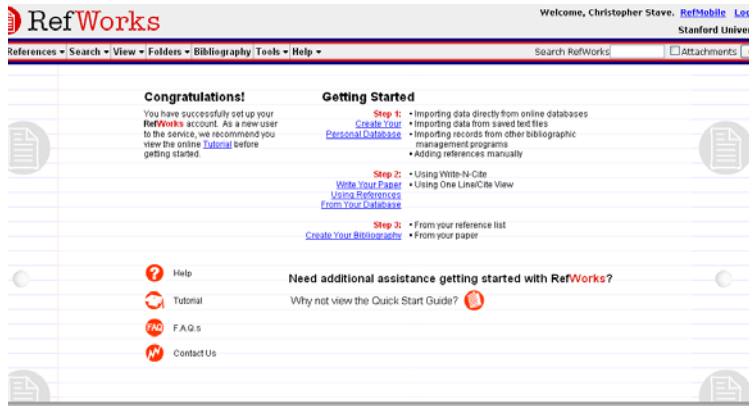 RefWorks
Welcome, Christopher Stave. RefMobile
Stanford
References Search View Folders Bibliography Tools Help Search RefWorks Attachments
Congratulations!
You have successfully set up your
RefWorks account. As a new user
to the service, we recommend you
view the online Tutorial before
getting started.
Getting Started
Step 1: • Importing data directly from online databases
Create Your • Importing data from saved text files
Personal Database • Importing records from other bibliographic
management programs
• Adding references manually
Step 2: • Using Write-N-Cite
Write Your Paper • Using One Line/Cite View
Using References
From Your Database
Step 3: • From your reference list
Create Your Bibliography • From your paper
Help
Tutorial
FAQ F.A.Q.s
Contact Us
Need additional assistance getting started with RefWorks?
Why not view the Quick Start Guide?